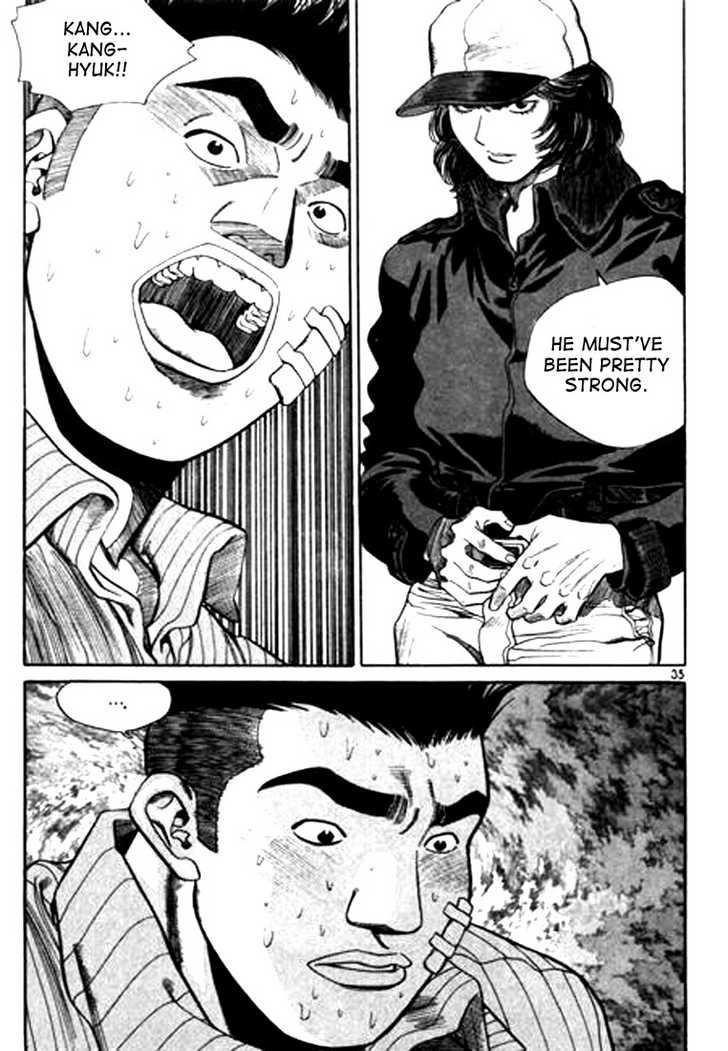 KANG...
KANG-
HYUK!!
HE MUST'VE
BEEN PRETTY
STRONG.
35
...